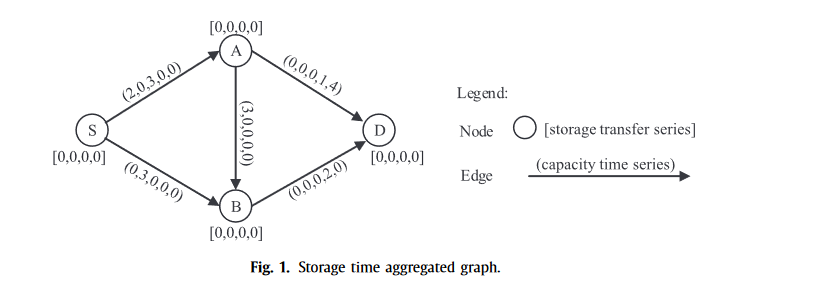 [0,0,0,0]
A
(2,0,3,0,0)
(0,0,0,1,4)
Legend:
S
(3,0,0,0,0)
D
Node
[storage transfer series]
[0,0,0,0]
[0,0,0,0]
(0,3,0,0,0)
(0,0,0,2,0)
Edge
(capacity time series)
B
[0,0,0,0]
Fig. 1. Storage time aggregated graph.